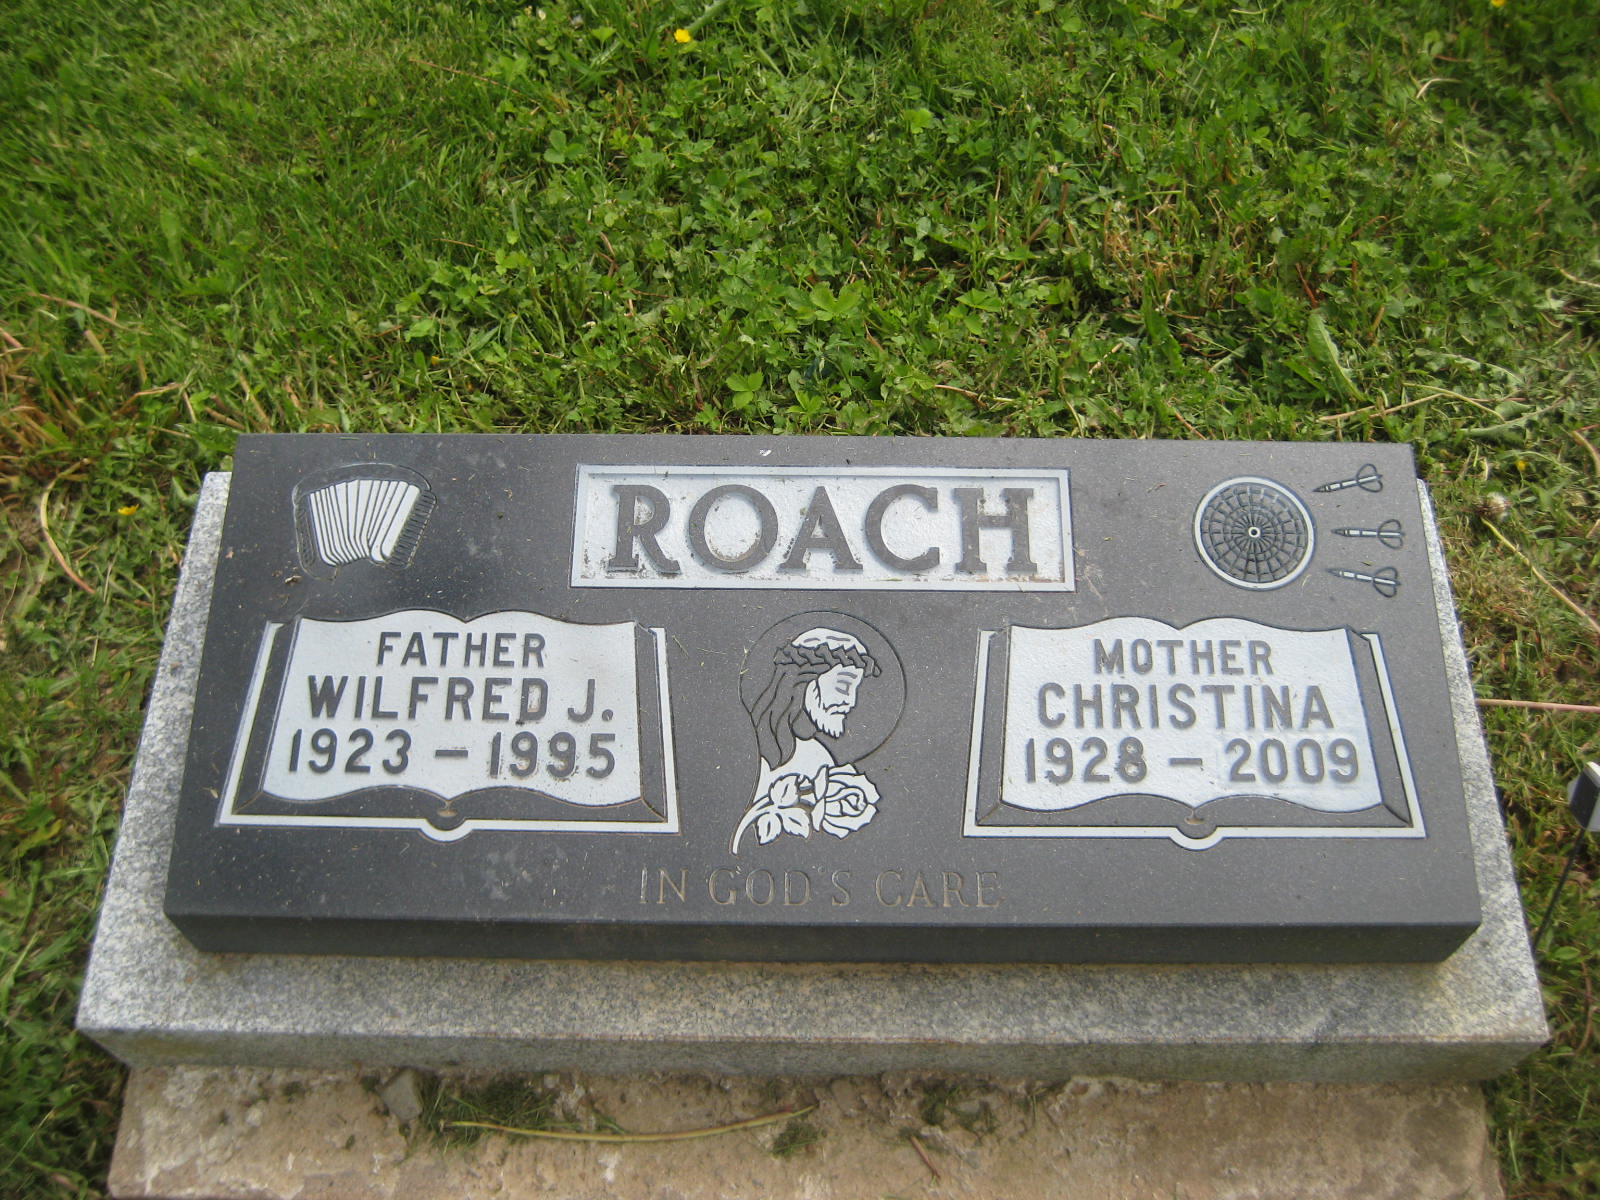 ROACH
FATHER
WILFRED J.
1923 – 1995
MOTHER
CHRISTINA
1928 – 2009
IN GOD'S CARE